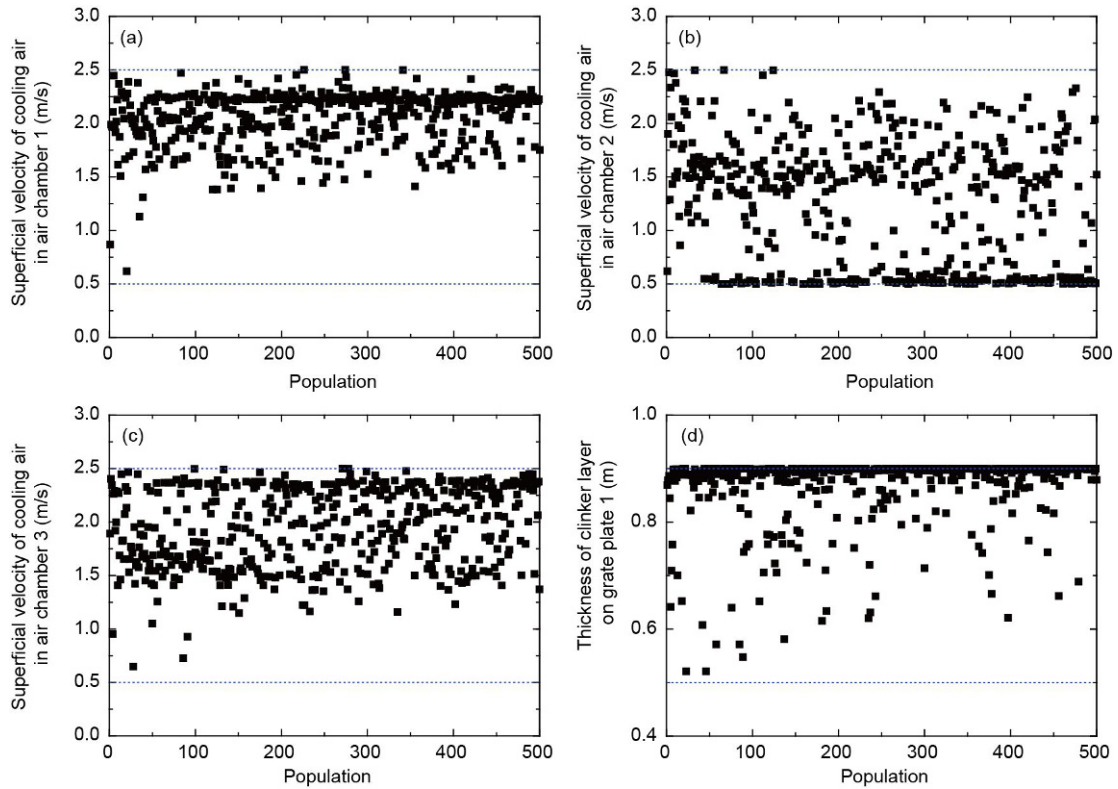 (a)
Superficial velocity of cooling air
in air chamber 1 (m/s)
3.0
2.5
2.0
1.5
1.0
0.5
0.0
0 100 200 300 400 500
Population
(b)
Superficial velocity of cooling air
in air chamber 2 (m/s)
3.0
2.5
2.0
1.5
1.0
0.5
0.0
0 100 200 300 400 500
Population
(c)
Superficial velocity of cooling air
in air chamber 3 (m/s)
3.0
2.5
2.0
1.5
1.0
0.5
0.0
0 100 200 300 400 500
Population
(d)
Thickness of clinker layer
on grate plate 1 (m)
1.0
0.8
0.6
0.4
0 100 200 300 400 500
Population